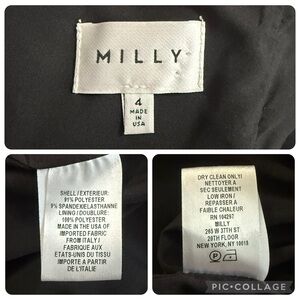 MILLY
4
MADE
IN
USA
SHELL/EXTERIEUR:
91% POLYESTER
9% SPANDEX/ELASTHANNE
LINING/DOUBLURE:
100% POLYESTER
MADE IN THE USA OF
IMPORTED FABRIC
FROM ITALY/
FABRIQUE AUX
ETATS-UNIS DU TISSU
IMPORTE A PARTIR
DE L'ITALIE
DRY CLEAN ONLY/
NETTOYER A
SEC SEULEMENT
LOW IRON/
REPASSER A
FAIBLE CHALEUR
RN 104267
MILLY
265 W 37TH ST
20TH FLOOR
NEW YORK, NY 10018
P
PIC•COLLAGE